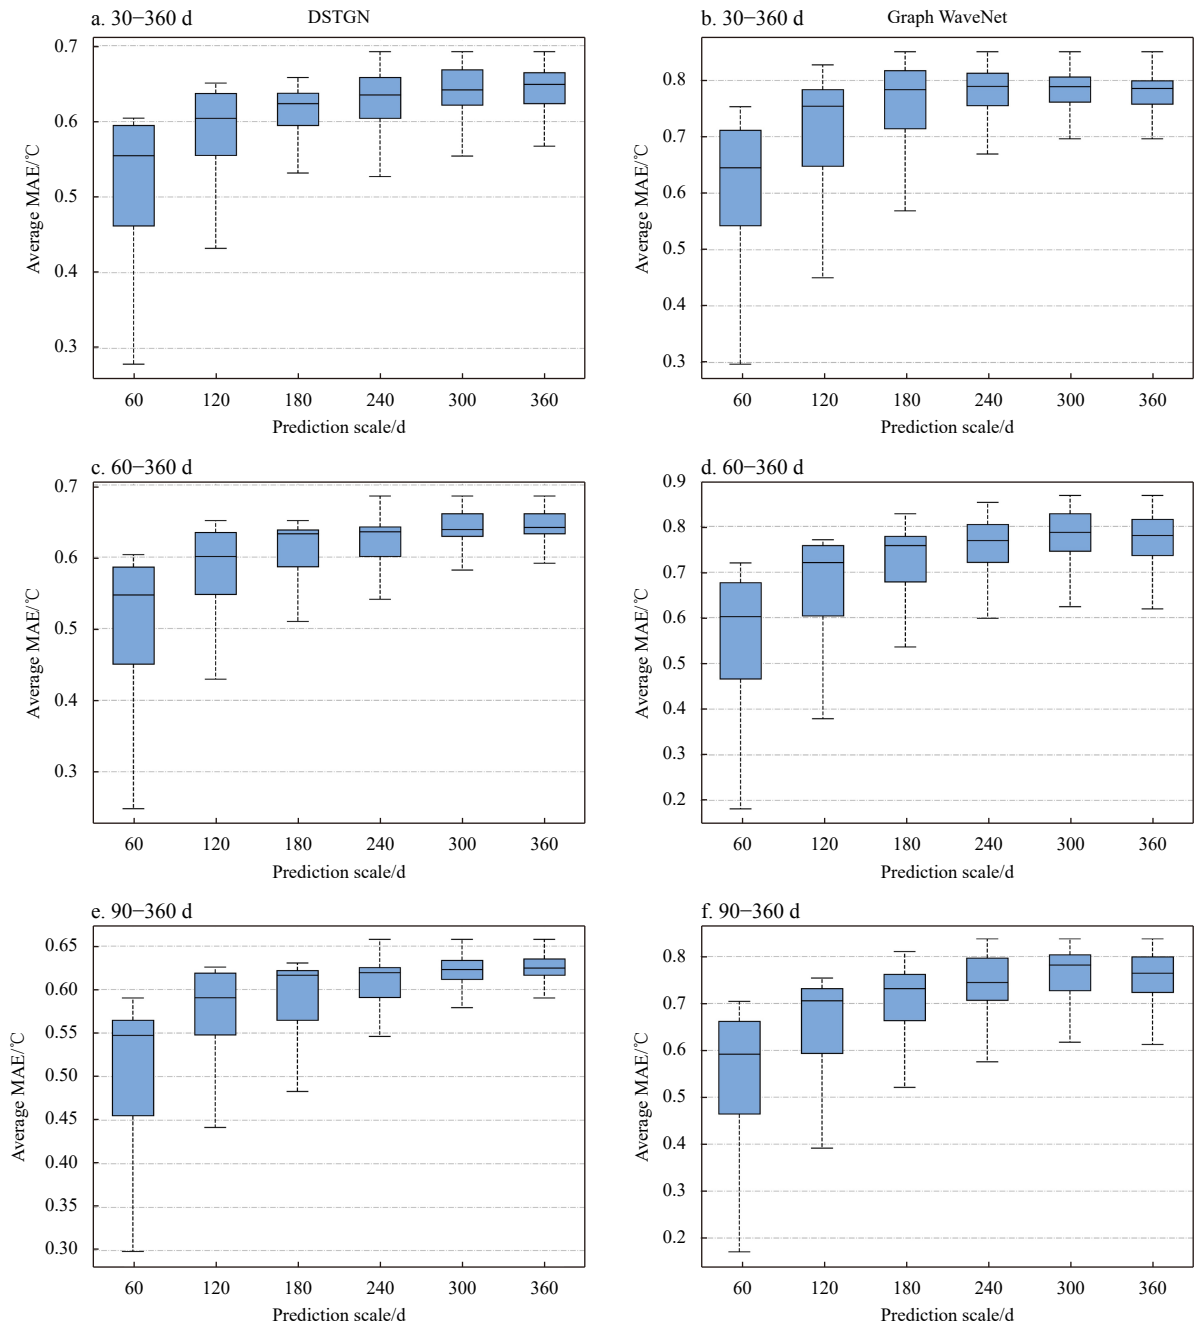 a. 30−360 d DSTGN
0.7
0.6
0.5
0.4
0.3
Average MAE/℃
60 120 180 240 300 360
Prediction scale/d
b. 30−360 d Graph WaveNet
0.8
0.7
0.6
0.5
0.4
0.3
Average MAE/℃
60 120 180 240 300 360
Prediction scale/d
c. 60−360 d
0.7
0.6
0.5
0.4
0.3
Average MAE/℃
60 120 180 240 300 360
Prediction scale/d
d. 60−360 d
0.9
0.8
0.7
0.6
0.5
0.4
0.3
0.2
Average MAE/℃
60 120 180 240 300 360
Prediction scale/d
e. 90−360 d
0.65
0.60
0.55
0.50
0.45
0.40
0.35
0.30
Average MAE/℃
60 120 180 240 300 360
Prediction scale/d
f. 90−360 d
0.8
0.7
0.6
0.5
0.4
0.3
0.2
Average MAE/℃
60 120 180 240 300 360
Prediction scale/d